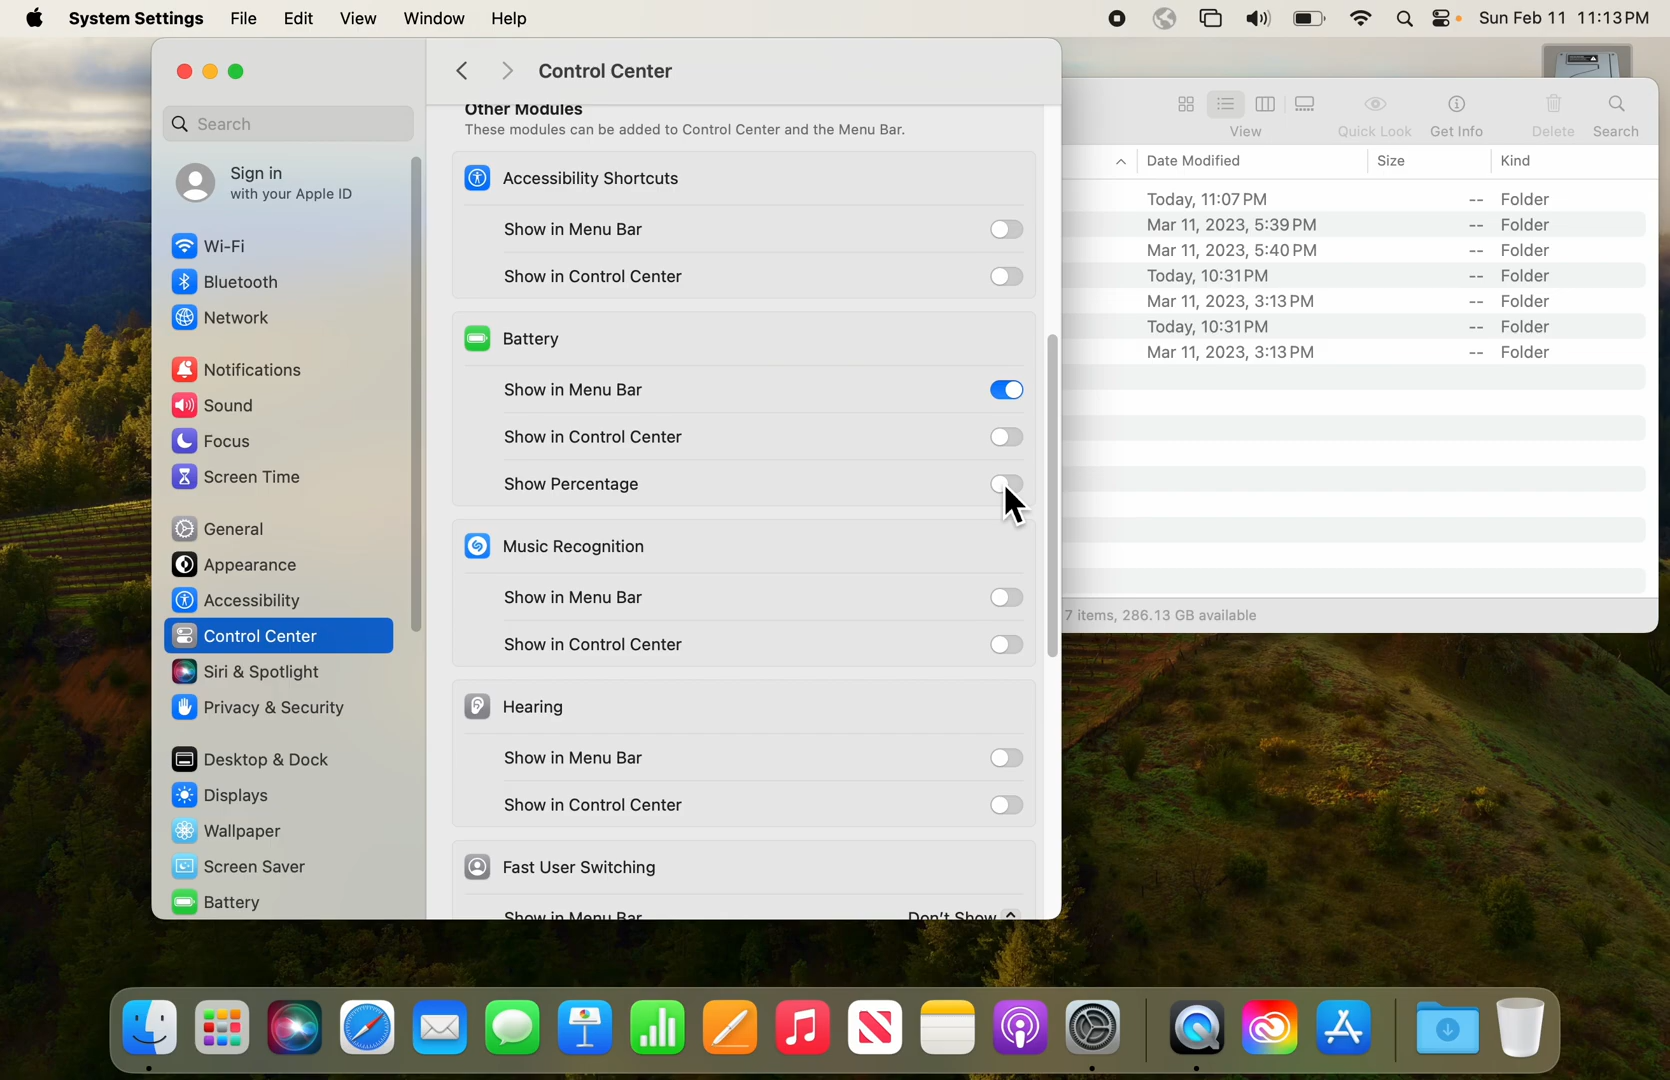 System Settings File Edit View Window Help Sun Feb 11 11:13 PM
Control Center
Search
Sign in
with your Apple ID
Wi-Fi
Bluetooth
Network
Notifications
Sound
Focus
Screen Time
General
Appearance
Accessibility
Control Center
Siri & Spotlight
Privacy & Security
Desktop & Dock
Displays
Wallpaper
Screen Saver
Battery
Other Modules
These modules can be added to Control Center and the Menu Bar.
Accessibility Shortcuts
Show in Menu Bar
Show in Control Center
Battery
Show in Menu Bar
Show in Control Center
Show Percentage
Music Recognition
Show in Menu Bar
Show in Control Center
Hearing
Show in Menu Bar
Show in Control Center
Fast User Switching
Show in Menu Bar Don't Show
View Quick Look Get Info Delete Search
Date Modified Size Kind
Today, 11:07 PM -- Folder
Mar 11, 2023, 5:39 PM -- Folder
Mar 11, 2023, 5:40 PM -- Folder
Today, 10:31 PM -- Folder
Mar 11, 2023, 3:13 PM -- Folder
Today, 10:31 PM -- Folder
Mar 11, 2023, 3:13 PM -- Folder
7 items, 286.13 GB available